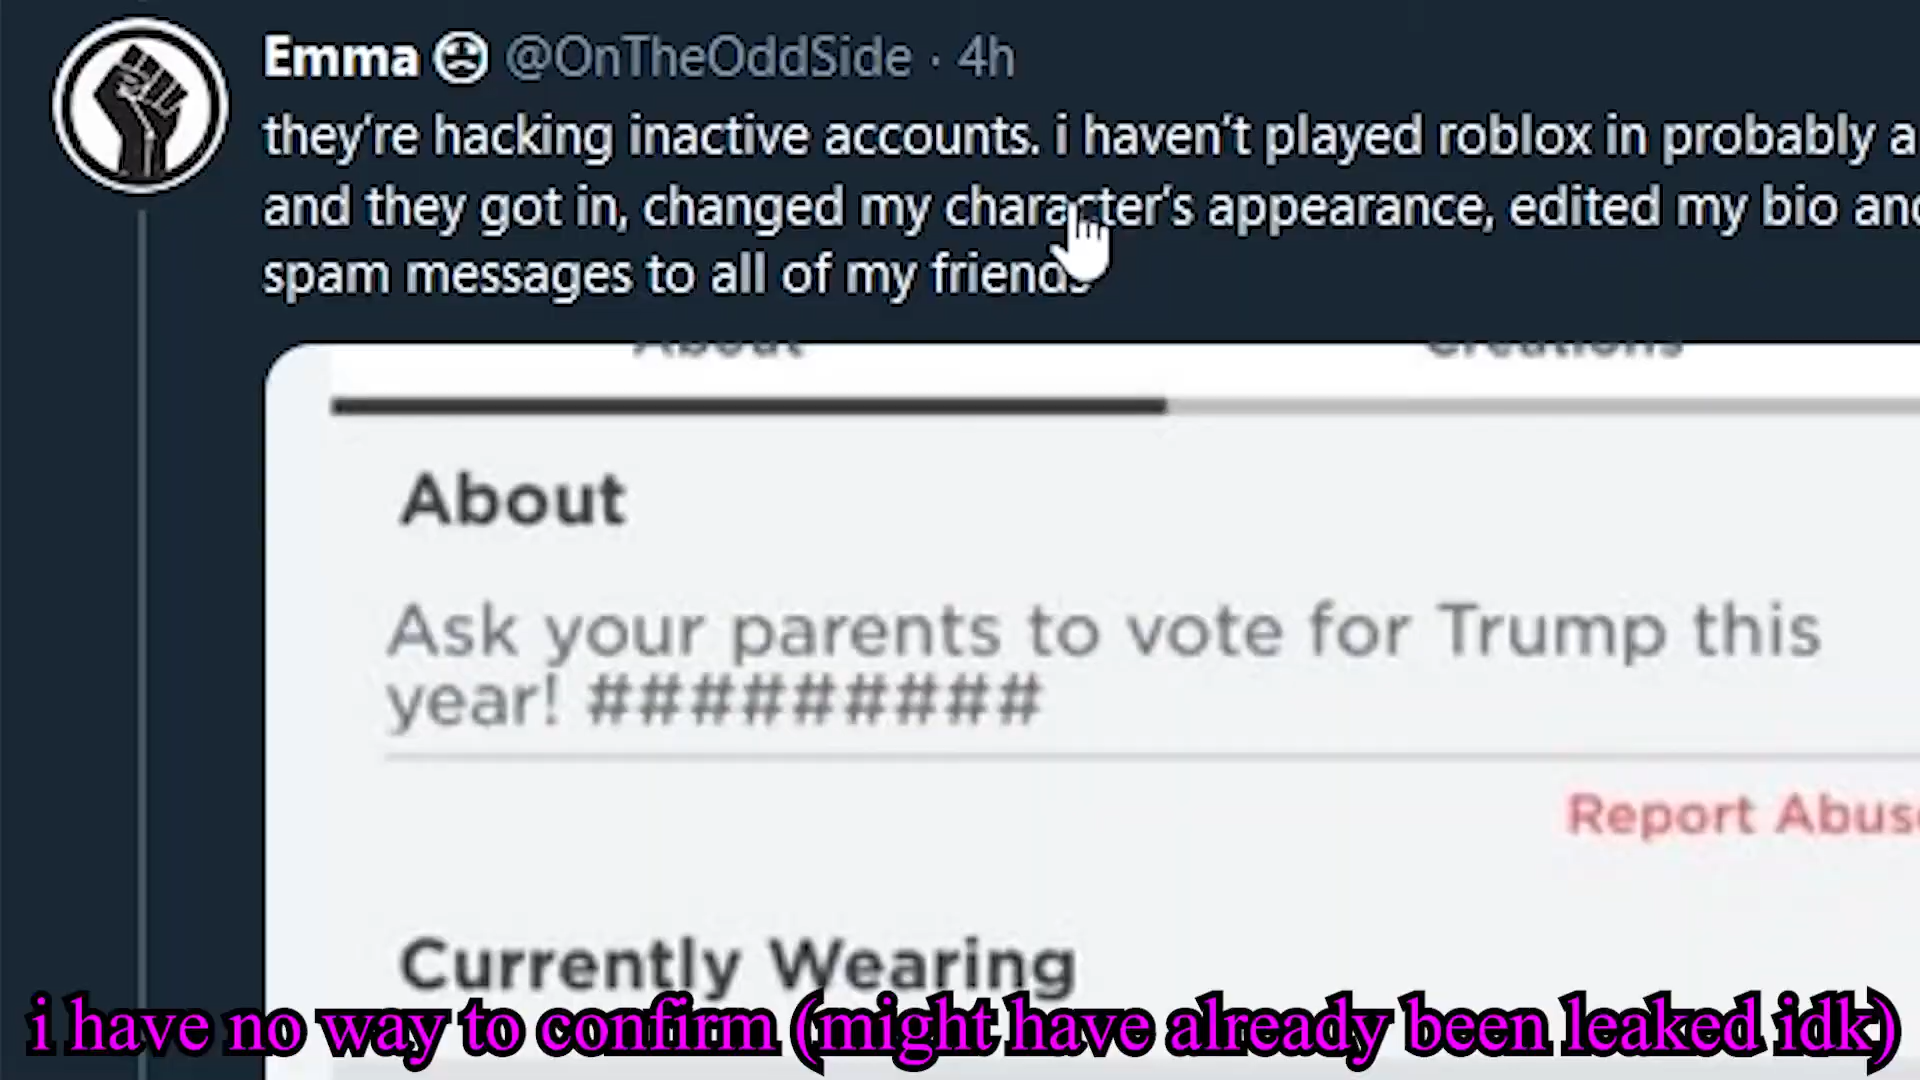 Emma 😟 @OnTheOddSide · 4h
they're hacking inactive accounts. i haven't played roblox in probably a
and they got in, changed my character's appearance, edited my bio and
spam messages to all of my friends
About Creations
About
Ask your parents to vote for Trump this
year! #########
Report Abuse
Currently Wearing
i have no way to confirm (might have already been leaked idk)